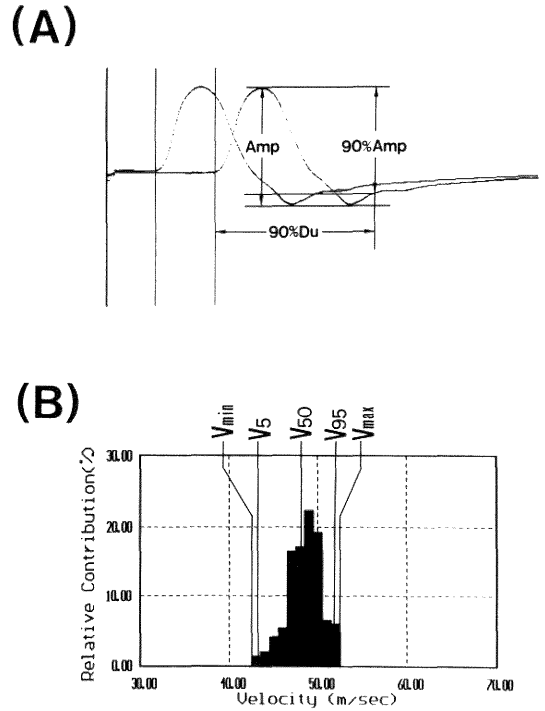 (A)
Amp
90%Amp
90%Du
(B)
Vmin V5 V50 V95 Vmax
30.00
20.00
10.00
0.00
Relative Contribution(%)
30.00 40.00 50.00 60.00 70.00
Velocity (m/sec)